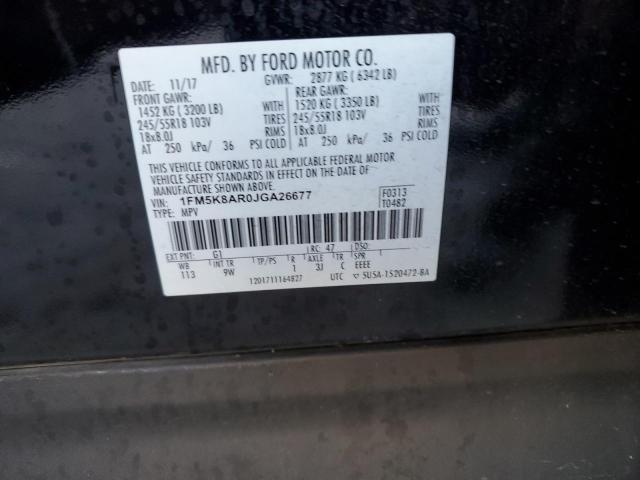 MFD. BY FORD MOTOR CO.
DATE: 11/17 GVWR: 2877 KG ( 6342 LB)
FRONT GAWR: REAR GAWR:
1452 KG ( 3200 LB) WITH 1520 KG ( 3350 LB) WITH
245/55R18 103V TIRES 245/55R18 103V TIRES
18x8.0J RIMS 18x8.0J RIMS
AT 250 kPa/ 36 PSI COLD AT 250 kPa/ 36 PSI COLD
THIS VEHICLE CONFORMS TO ALL APPLICABLE FEDERAL MOTOR
VEHICLE SAFETY STANDARDS IN EFFECT ON THE DATE OF
MANUFACTURE SHOWN ABOVE.
VIN: 1FM5K8AR0JGA26677 F0313
TYPE: MPV T0482
EXT PNT: G1 RC: 47 DSO:
WB INT TR TP/PS R AXLE TR SPR
113 9W 1 3J C EEEE
1201711164827 UTC 5U5A-1520472-BA